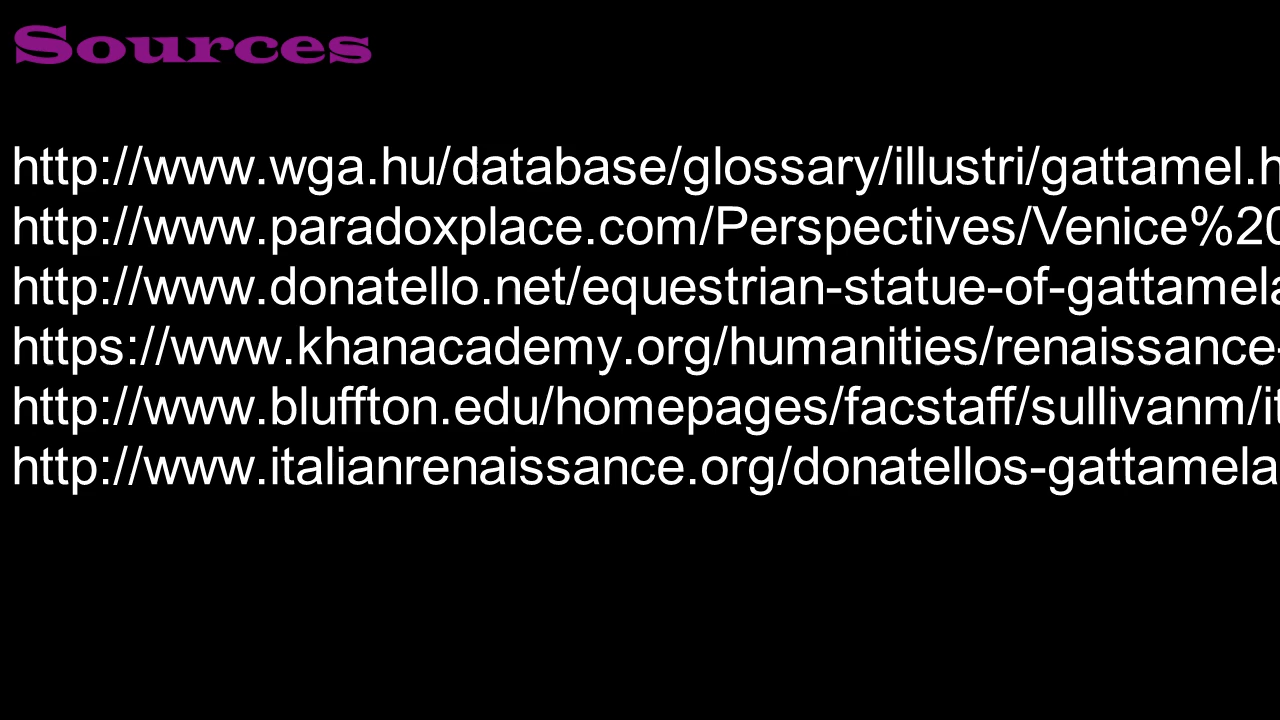 Sources
http://www.wga.hu/database/glossary/illustri/gattamel.h
http://www.paradoxplace.com/Perspectives/Venice%20
http://www.donatello.net/equestrian-statue-of-gattamela
https://www.khanacademy.org/humanities/renaissance-
http://www.bluffton.edu/homepages/facstaff/sullivanm/it
http://www.italianrenaissance.org/donatellos-gattamela